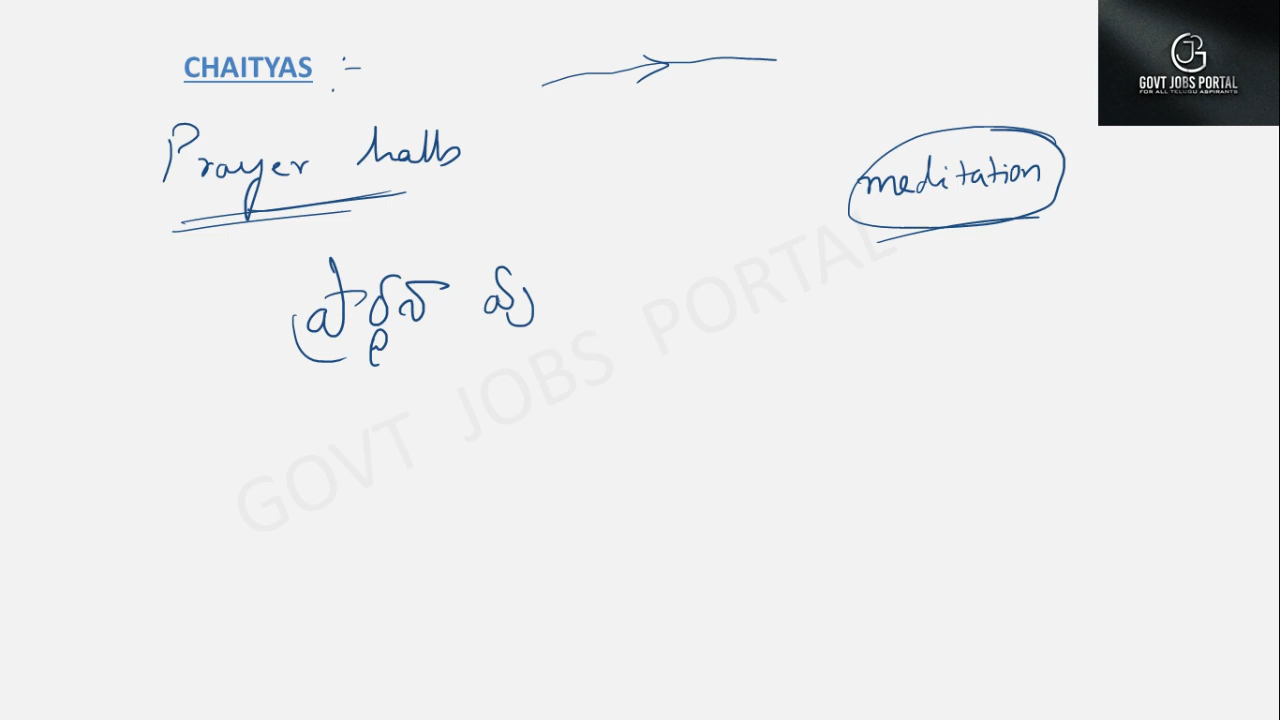 CHAITYAS :-
GOVT JOBS PORTAL
FOR ALL TELUGU ASPIRANTS
Prayer halls
meditation
ప్రార్థనా
GOVT JOBS PORTAL